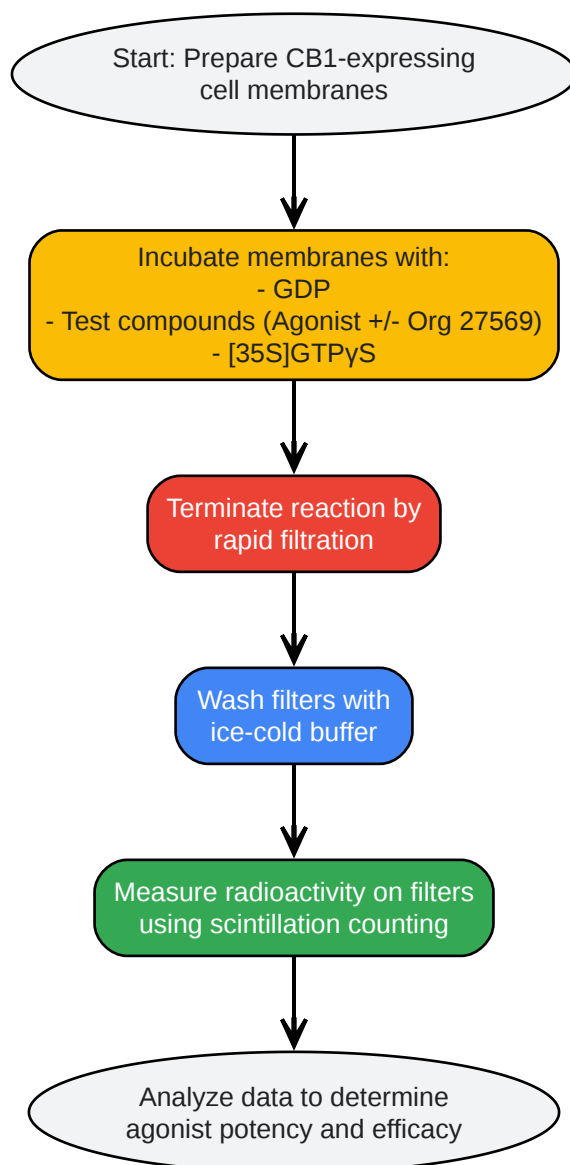 Start: Prepare CB1-expressing
cell membranes
Incubate membranes with:
- GDP
- Test compounds (Agonist +/- Org 27569)
- [35S]GTPγS
Terminate reaction by
rapid filtration
Wash filters with
ice-cold buffer
Measure radioactivity on filters
using scintillation counting
Analyze data to determine
agonist potency and efficacy